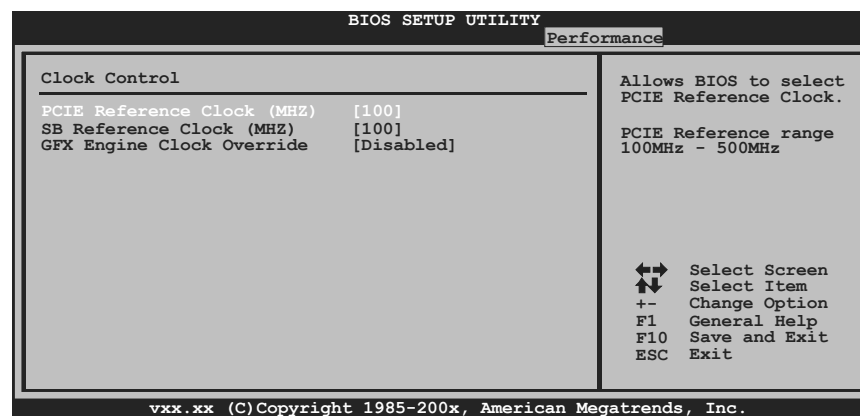 BIOS SETUP UTILITY
Performance
Clock Control
PCIE Reference Clock (MHZ) [100]
SB Reference Clock (MHZ) [100]
GFX Engine Clock Override [Disabled]
Allows BIOS to select
PCIE Reference Clock.
PCIE Reference range
100MHz - 500MHz
Select Screen
Select Item
+- Change Option
F1 General Help
F10 Save and Exit
ESC Exit
vxx.xx (C)Copyright 1985-200x, American Megatrends, Inc.